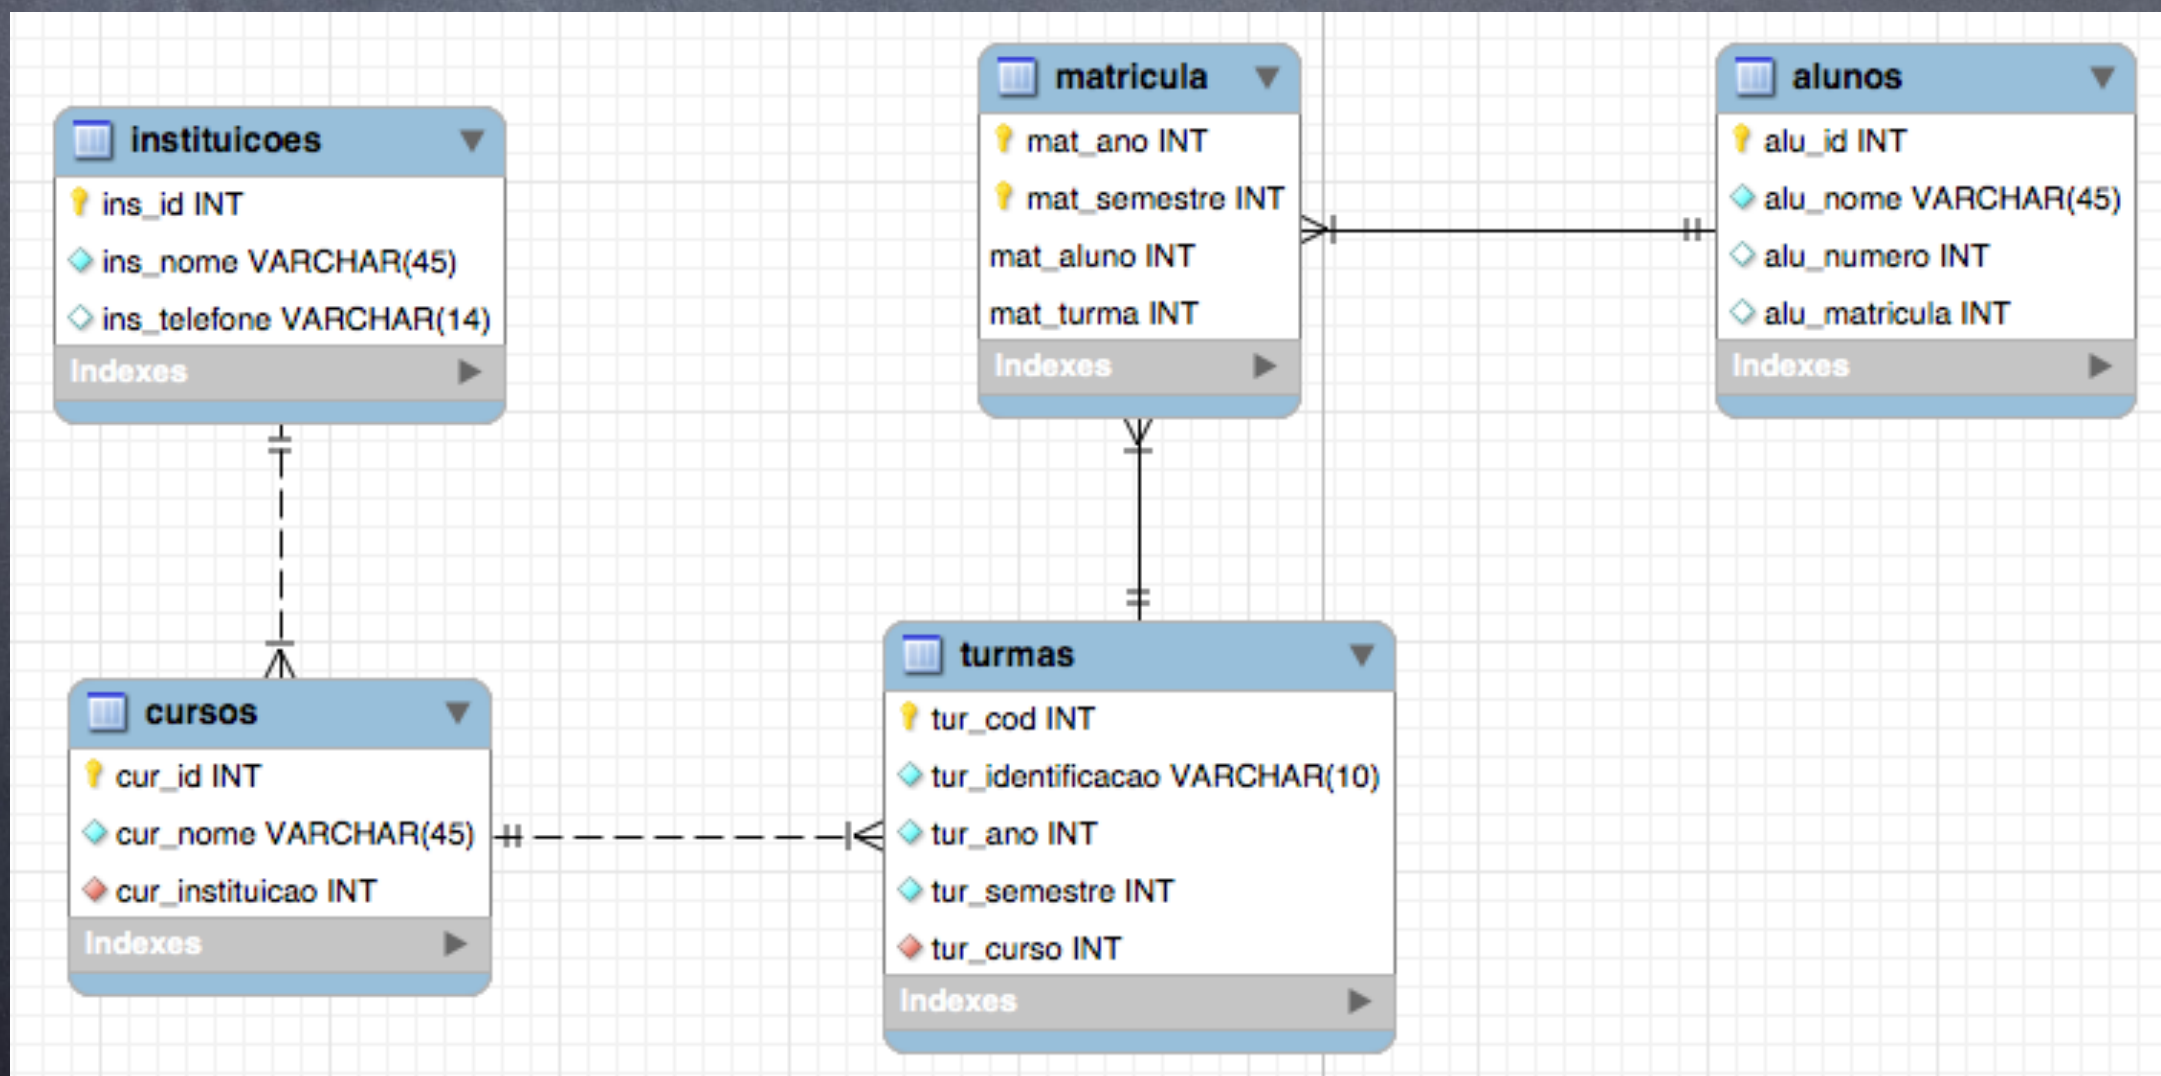 instituicoes
ins_id INT
ins_nome VARCHAR(45)
ins_telefone VARCHAR(14)
Indexes
matricula
mat_ano INT
mat_semestre INT
mat_aluno INT
mat_turma INT
Indexes
alunos
alu_id INT
alu_nome VARCHAR(45)
alu_numero INT
alu_matricula INT
Indexes
cursos
cur_id INT
cur_nome VARCHAR(45)
cur_instituicao INT
Indexes
turmas
tur_cod INT
tur_identificacao VARCHAR(10)
tur_ano INT
tur_semestre INT
tur_curso INT
Indexes